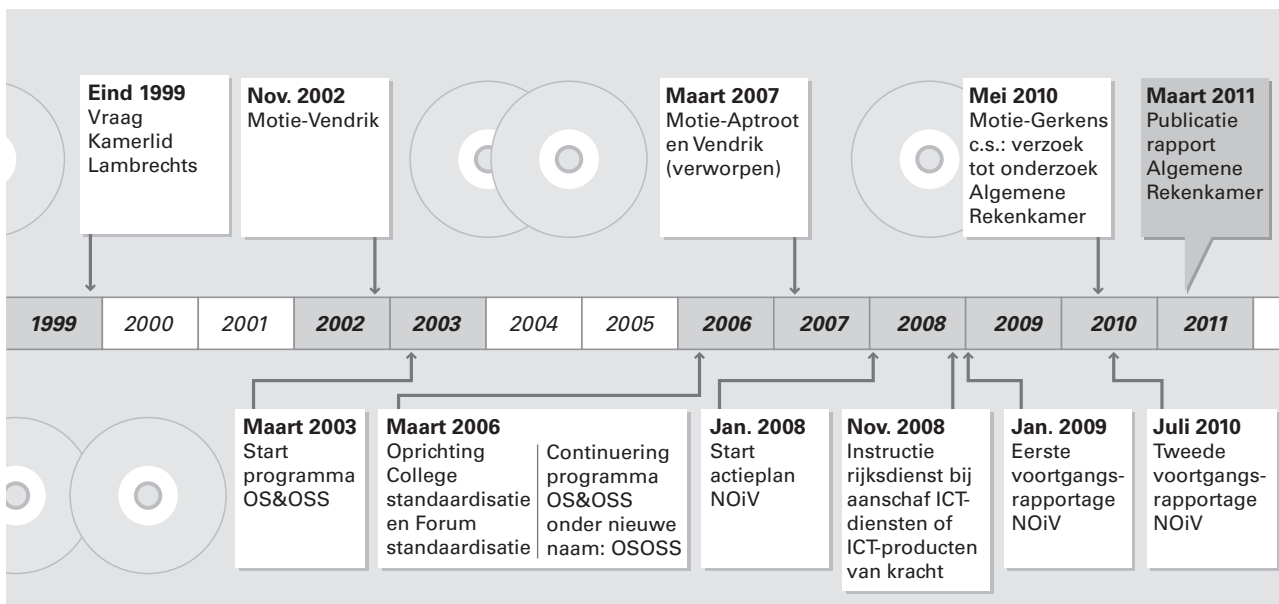 Eind 1999
Vraag
Kamerlid
Lambrechts
Nov. 2002
Motie-Vendrik
Maart 2007
Motie-Aptroot
en Vendrik
(verworpen)
Mei 2010
Motie-Gerkens
c.s.: verzoek
tot onderzoek
Algemene
Rekenkamer
Maart 2011
Publicatie
rapport
Algemene
Rekenkamer
1999 2000 2001 2002 2003 2004 2005 2006 2007 2008 2009 2010 2011
Maart 2003
Start
programma
OS&OSS
Maart 2006
Oprichting
College
standaardisatie
en Forum
standaardisatie
Continuering
programma
OS&OSS
onder nieuwe
naam: OSOSS
Jan. 2008
Start
actieplan
NOiV
Nov. 2008
Instructie
rijksdienst bij
aanschaf ICT-
diensten of
ICT-producten
van kracht
Jan. 2009
Eerste
voortgangs-
rapportage
NOiV
Juli 2010
Tweede
voortgangs-
rapportage
NOiV